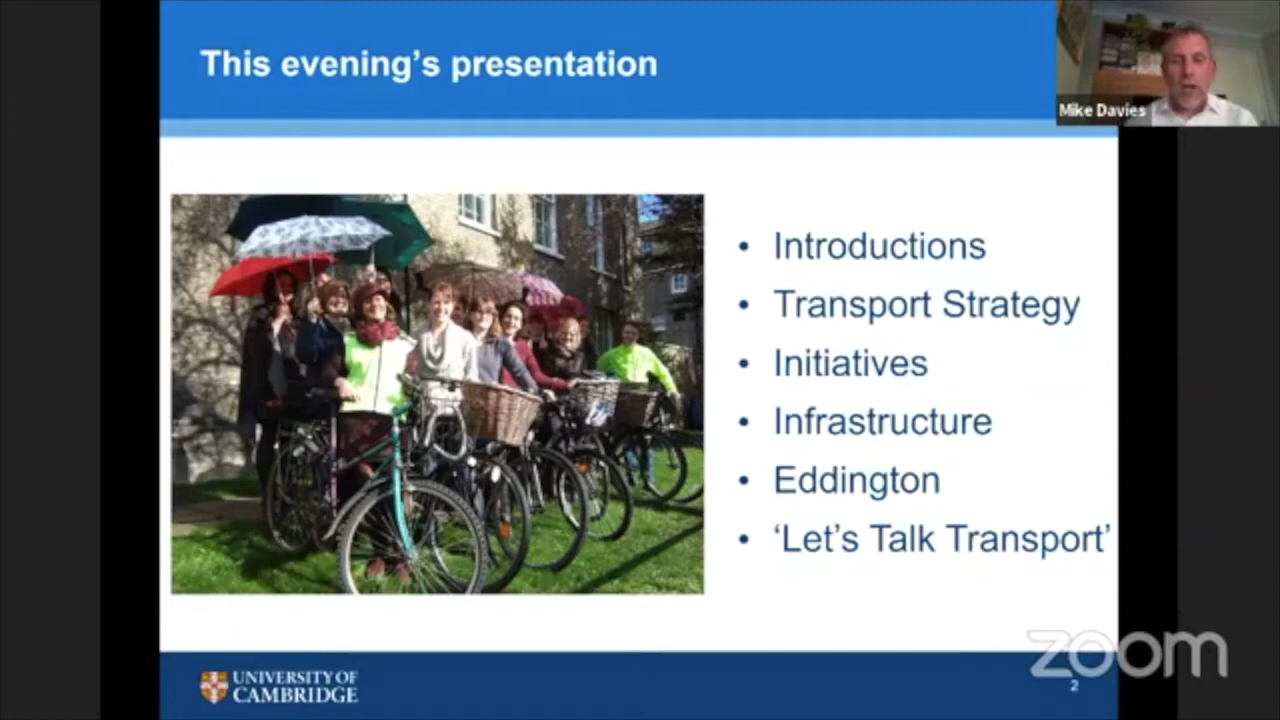 This evening's presentation
Mike Davies
• Introductions
• Transport Strategy
• Initiatives
• Infrastructure
• Eddington
• ‘Let’s Talk Transport’
UNIVERSITY OF
CAMBRIDGE
zoom
2